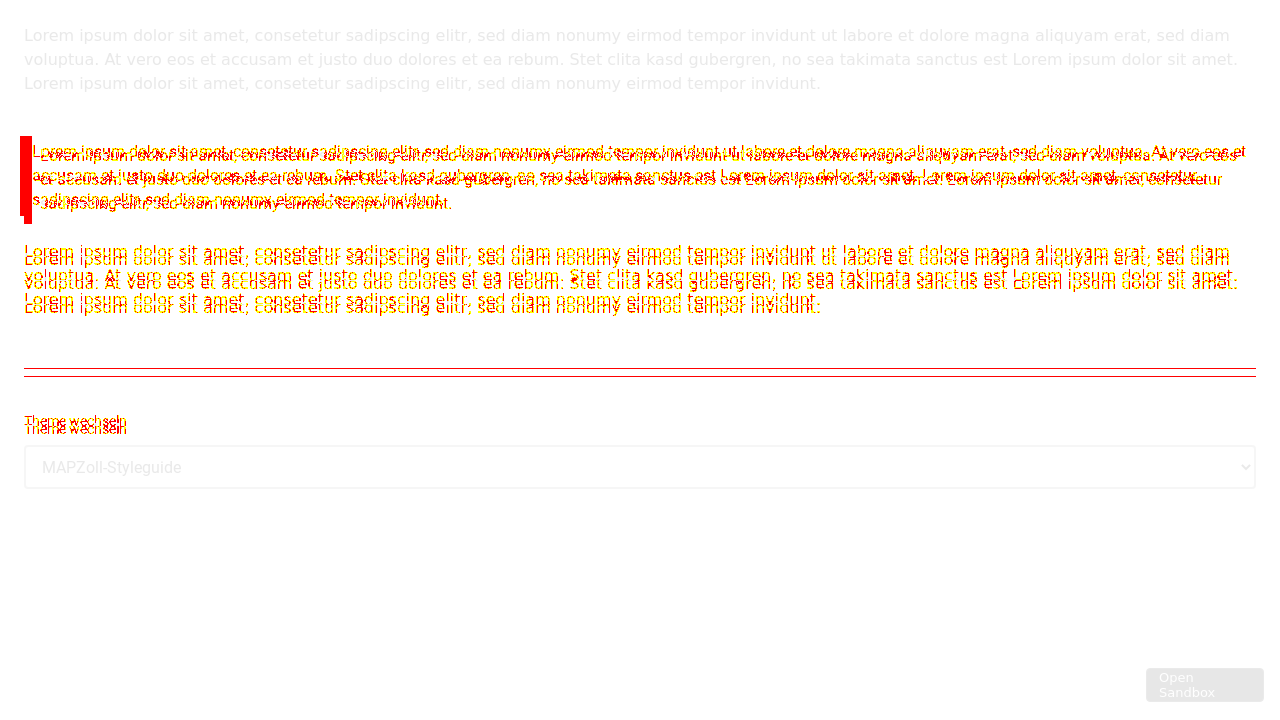 Lorem ipsum dolor sit amet, consetetur sadipscing elitr, sed diam nonumy eirmod tempor invidunt ut labore et dolore magna aliquyam erat, sed diam
voluptua. At vero eos et accusam et justo duo dolores et ea rebum. Stet clita kasd gubergren, no sea takimata sanctus est Lorem ipsum dolor sit amet.
Lorem ipsum dolor sit amet, consetetur sadipscing elitr, sed diam nonumy eirmod tempor invidunt.
Lorem ipsum dolor sit amet, consetetur sadipscing elitr, sed diam nonumy eirmod tempor invidunt ut labore et dolore magna aliquyam erat, sed diam voluptua. At vero eos et
accusam et justo duo dolores et ea rebum. Stet clita kasd gubergren, no sea takimata sanctus est Lorem ipsum dolor sit amet. Lorem ipsum dolor sit amet, consetetur
sadipscing elitr, sed diam nonumy eirmod tempor invidunt.
Lorem ipsum dolor sit amet, consetetur sadipscing elitr, sed diam nonumy eirmod tempor invidunt ut labore et dolore magna aliquyam erat, sed diam
voluptua. At vero eos et accusam et justo duo dolores et ea rebum. Stet clita kasd gubergren, no sea takimata sanctus est Lorem ipsum dolor sit amet.
Lorem ipsum dolor sit amet, consetetur sadipscing elitr, sed diam nonumy eirmod tempor invidunt.
Theme wechseln
MAPZoll-Styleguide
Open
Sandbox